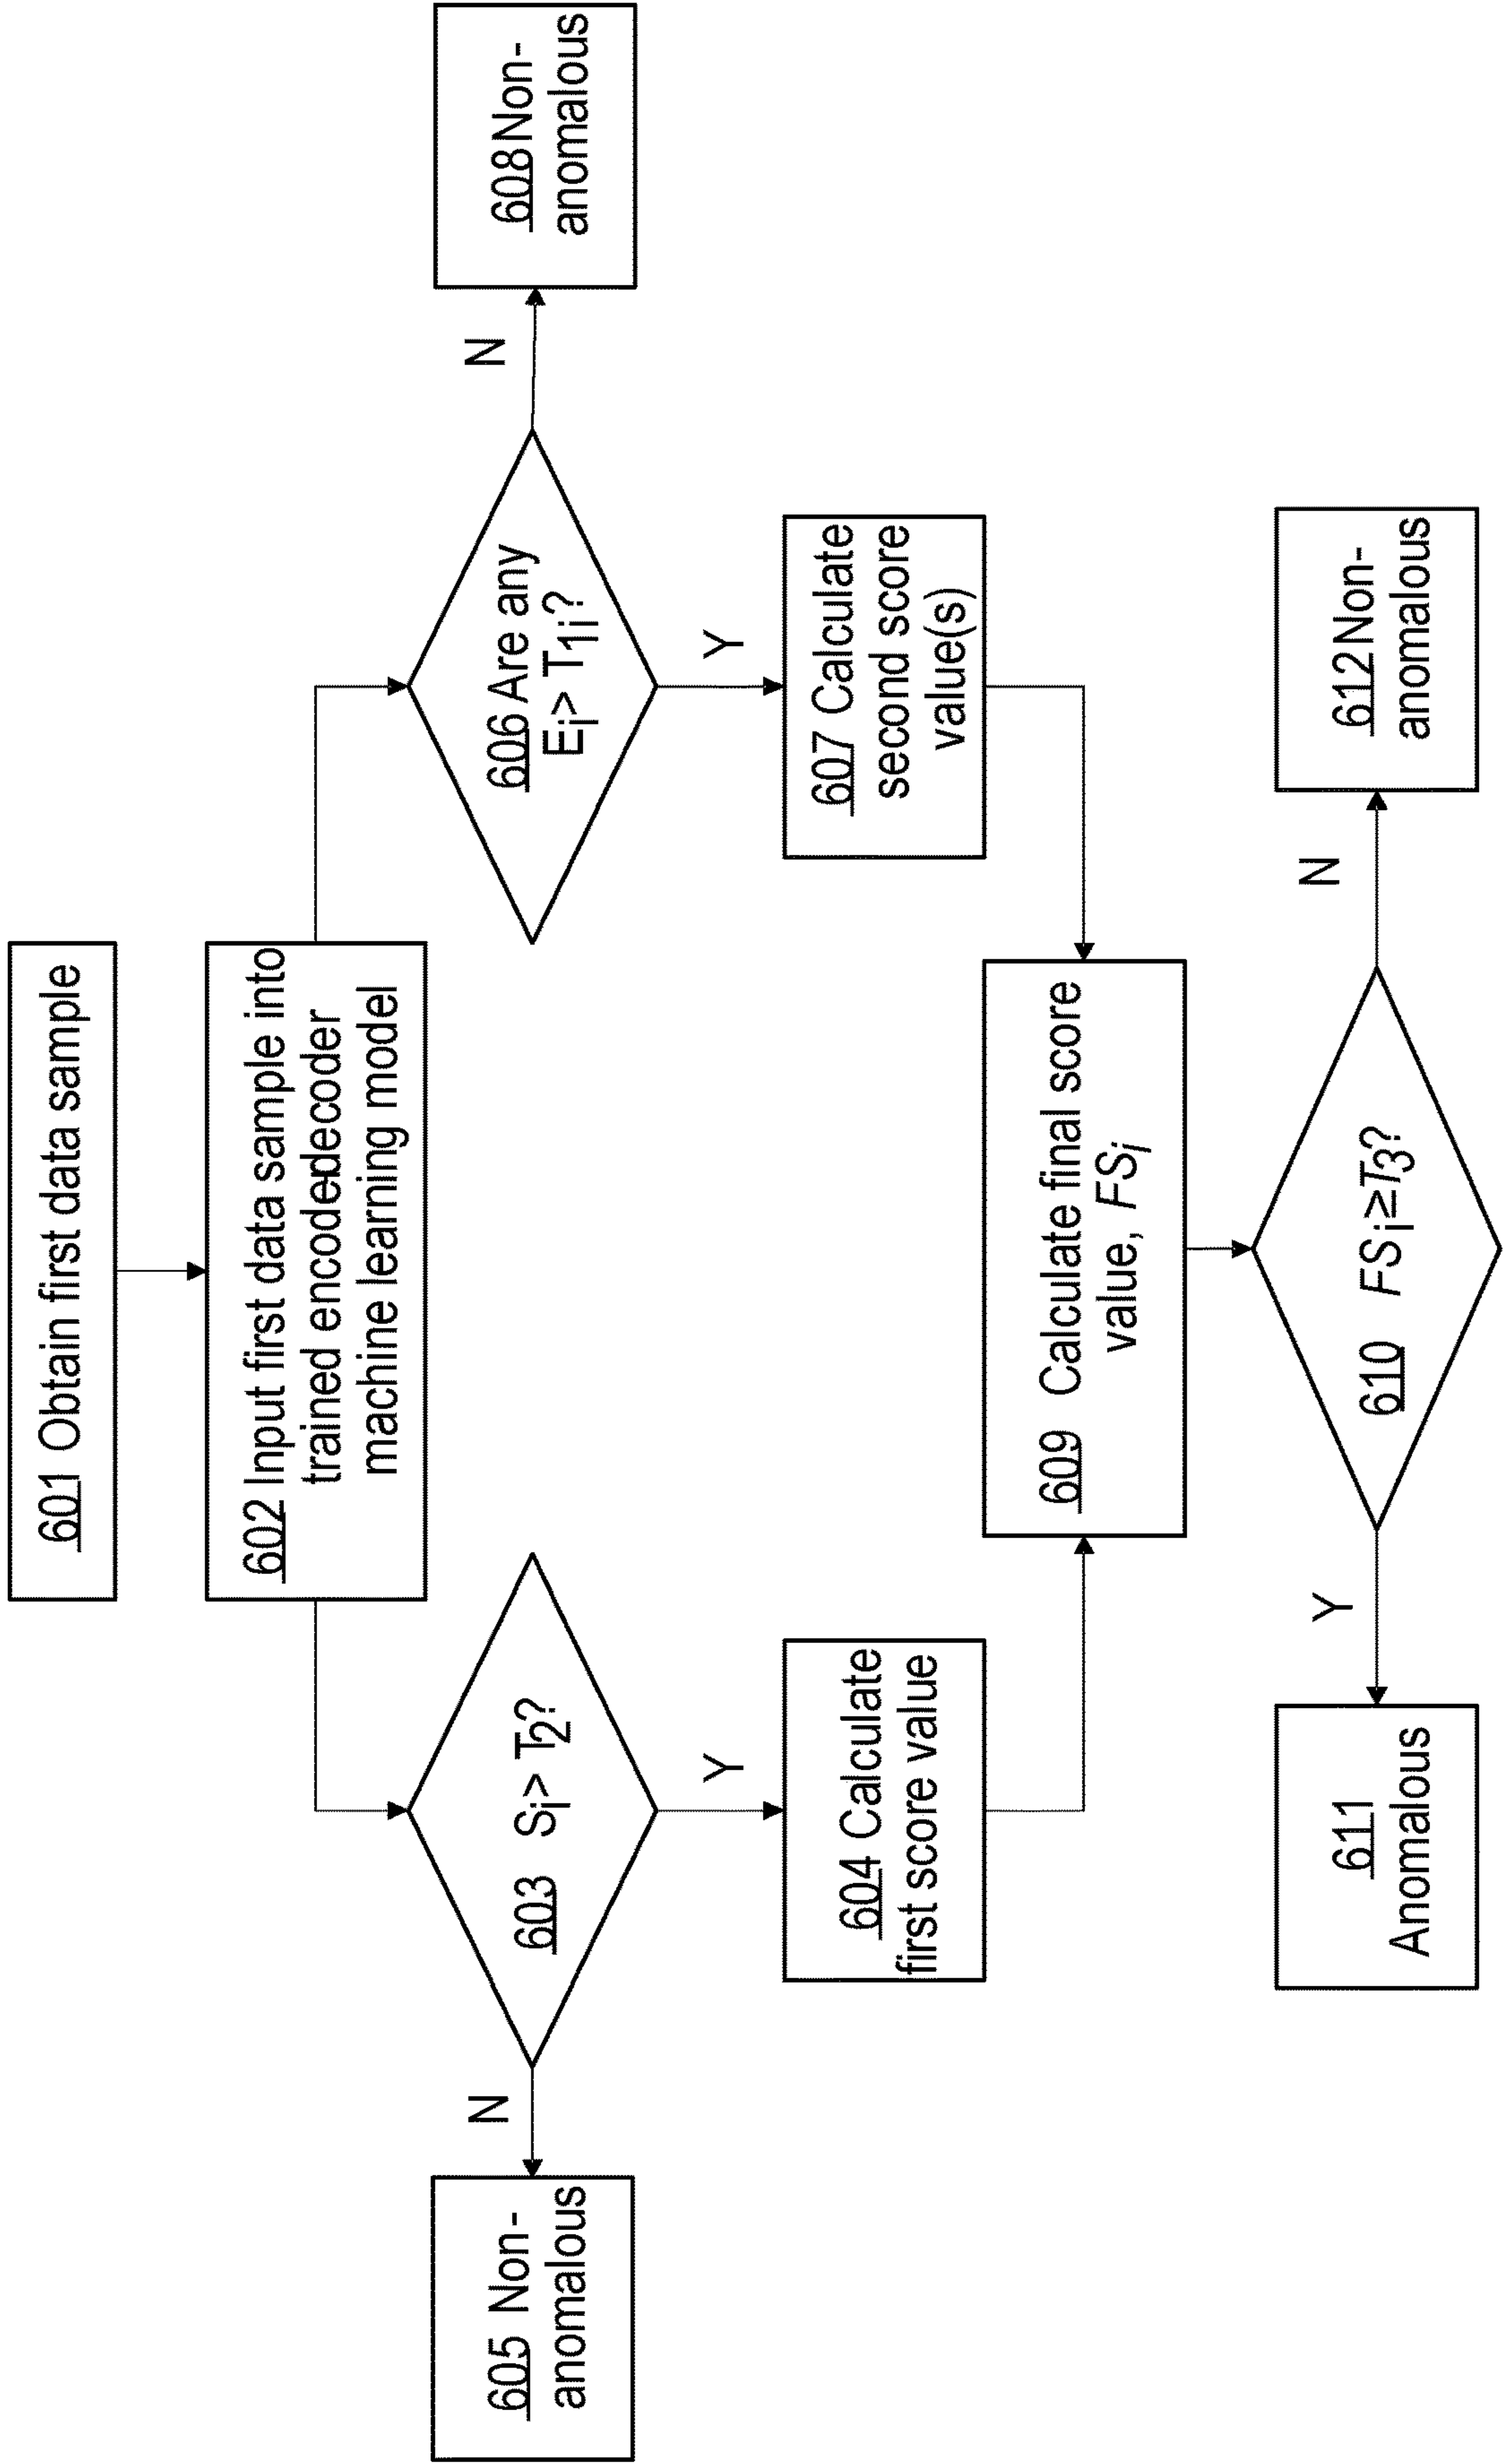 601 Obtain first data sample
602 Input first data sample into
trained encoder-decoder
machine learning model
603 Si> T2?
N
Y
605 Non-
anomalous
604 Calculate
first score value
606 Are any
Ei> T1i?
N
Y
608 Non-
anomalous
607 Calculate
second score
value(s)
609 Calculate final score
value, FSi
610 FSi≥T3?
Y
N
611
Anomalous
612 Non-
anomalous